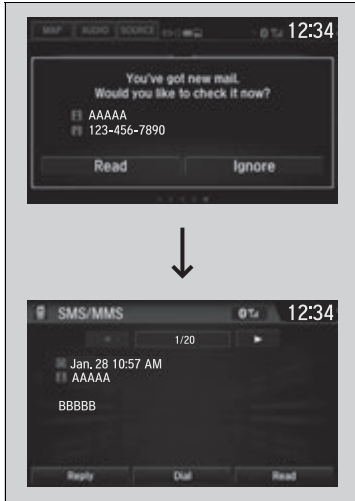 MAP AUDIO SOURCE 12:34
You've got new mail.
Would you like to check it now?
AAAAA
123-456-7890
Read Ignore
SMS/MMS 12:34
1/20
Jan. 28 10:57 AM
AAAAA
BBBBB
Reply Dial Read